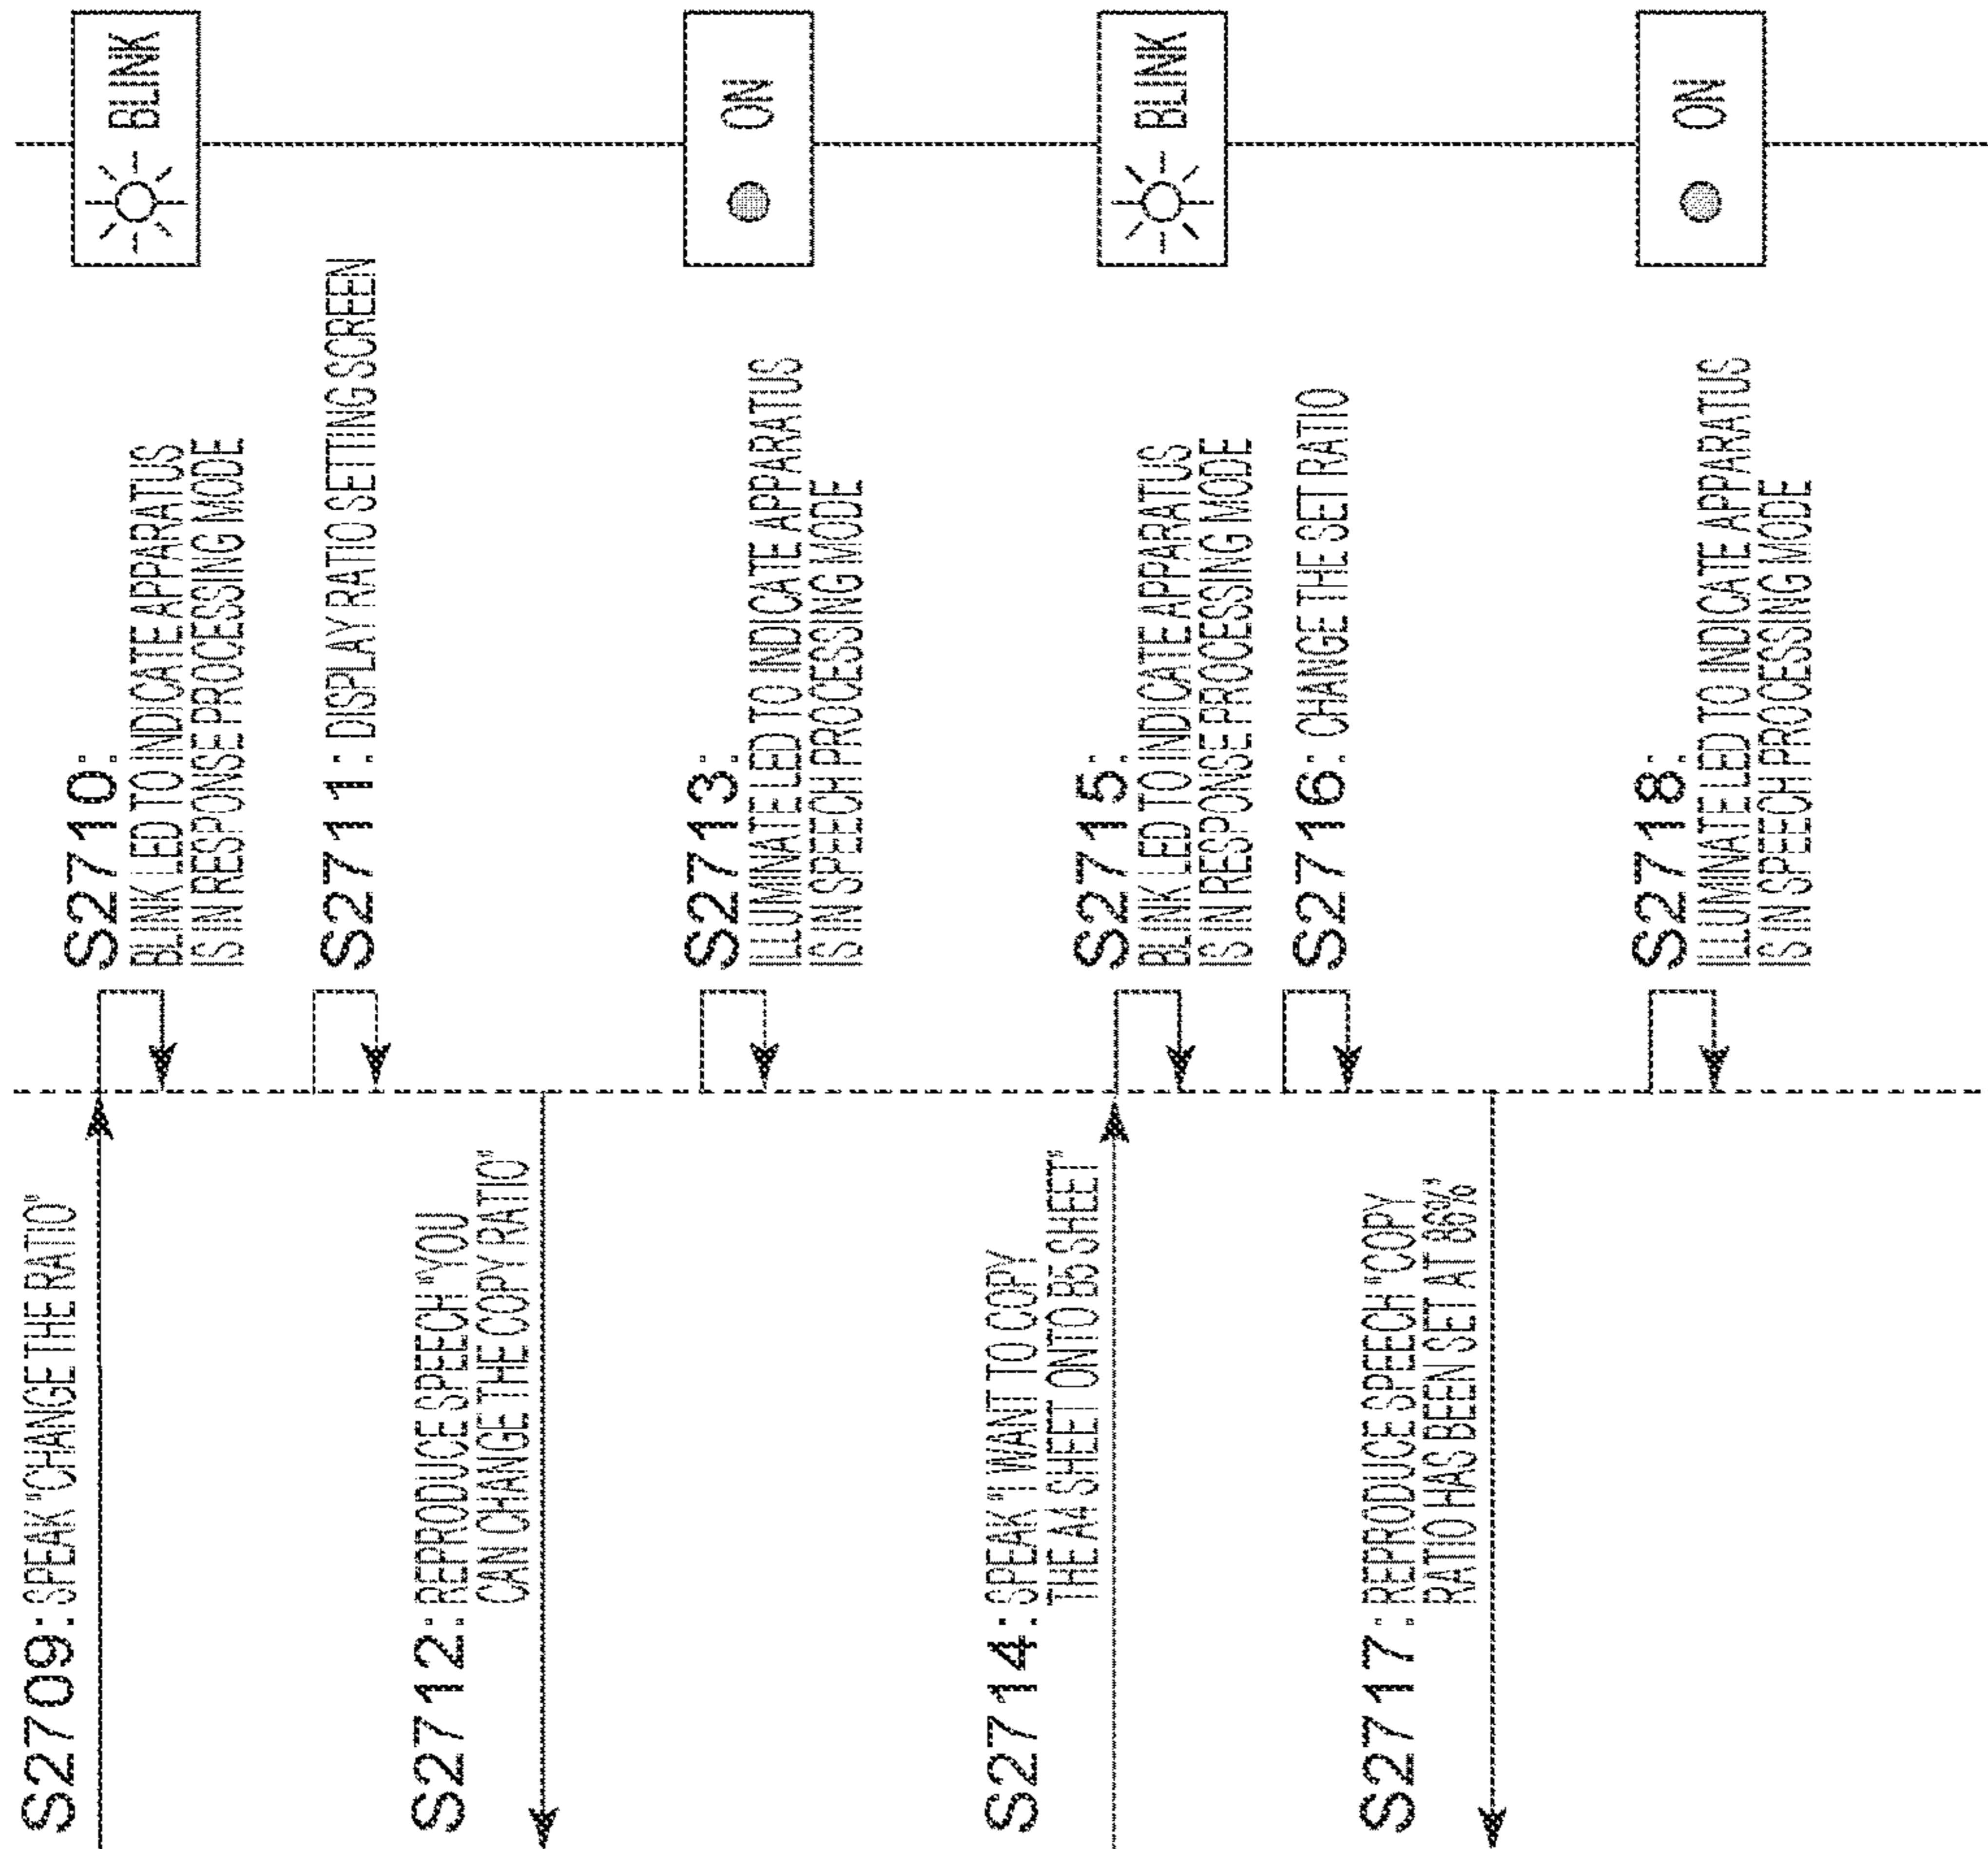 S2709: SPEAK "CHANGE THE RATIO"
S2710:
BLINK LED TO INDICATE APPARATUS
IS IN RESPONSE PROCESSING MODE
BLINK
S2711: DISPLAY RATIO SETTING SCREEN
S2712: REPRODUCE SPEECH "YOU
CAN CHANGE THE COPY RATIO"
S2713:
ILLUMINATE LED TO INDICATE APPARATUS
IS IN SPEECH PROCESSING MODE
ON
S2714: SPEAK "I WANT TO COPY
THE A4 SHEET ONTO B5 SHEET"
S2715:
BLINK LED TO INDICATE APPARATUS
IS IN RESPONSE PROCESSING MODE
BLINK
S2716: CHANGE THE SET RATIO
S2717: REPRODUCE SPEECH "COPY
RATIO HAS BEEN SET AT 86%"
S2718:
ILLUMINATE LED TO INDICATE APPARATUS
IS IN SPEECH PROCESSING MODE
ON